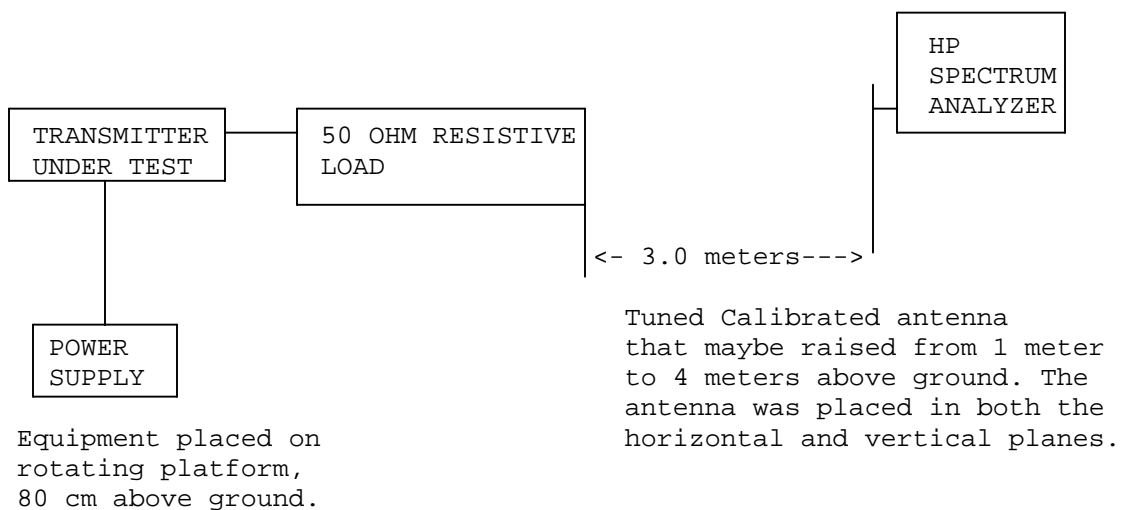 HP
SPECTRUM
ANALYZER
TRANSMITTER
UNDER TEST
50 OHM RESISTIVE
LOAD
<- 3.0 meters--->
POWER
SUPPLY
Tuned Calibrated antenna
that maybe raised from 1 meter
to 4 meters above ground. The
antenna was placed in both the
horizontal and vertical planes.
Equipment placed on
rotating platform,
80 cm above ground.